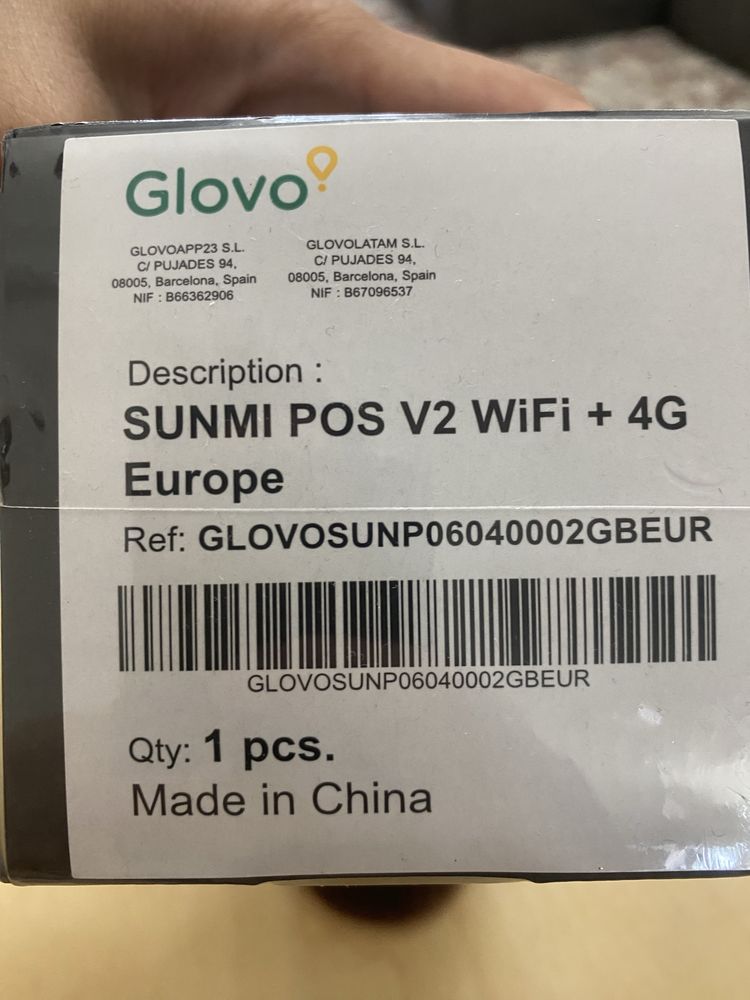 Glovo
GLOVOAPP23 S.L.
C/ PUJADES 94,
08005, Barcelona, Spain
NIF : B66362906
GLOVOLATAM S.L.
C/ PUJADES 94,
08005, Barcelona, Spain
NIF : B67096537
Description :
SUNMI POS V2 WiFi + 4G
Europe
Ref: GLOVOSUNP06040002GBEUR
GLOVOSUNP06040002GBEUR
Qty: 1 pcs.
Made in China